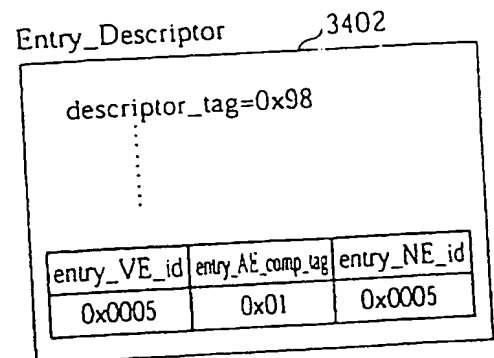 Entry_Descriptor 3402
descriptor_tag=0x98
entry_VE_id entry_AE_comp_tag entry_NE_id
0x0005 0x01 0x0005